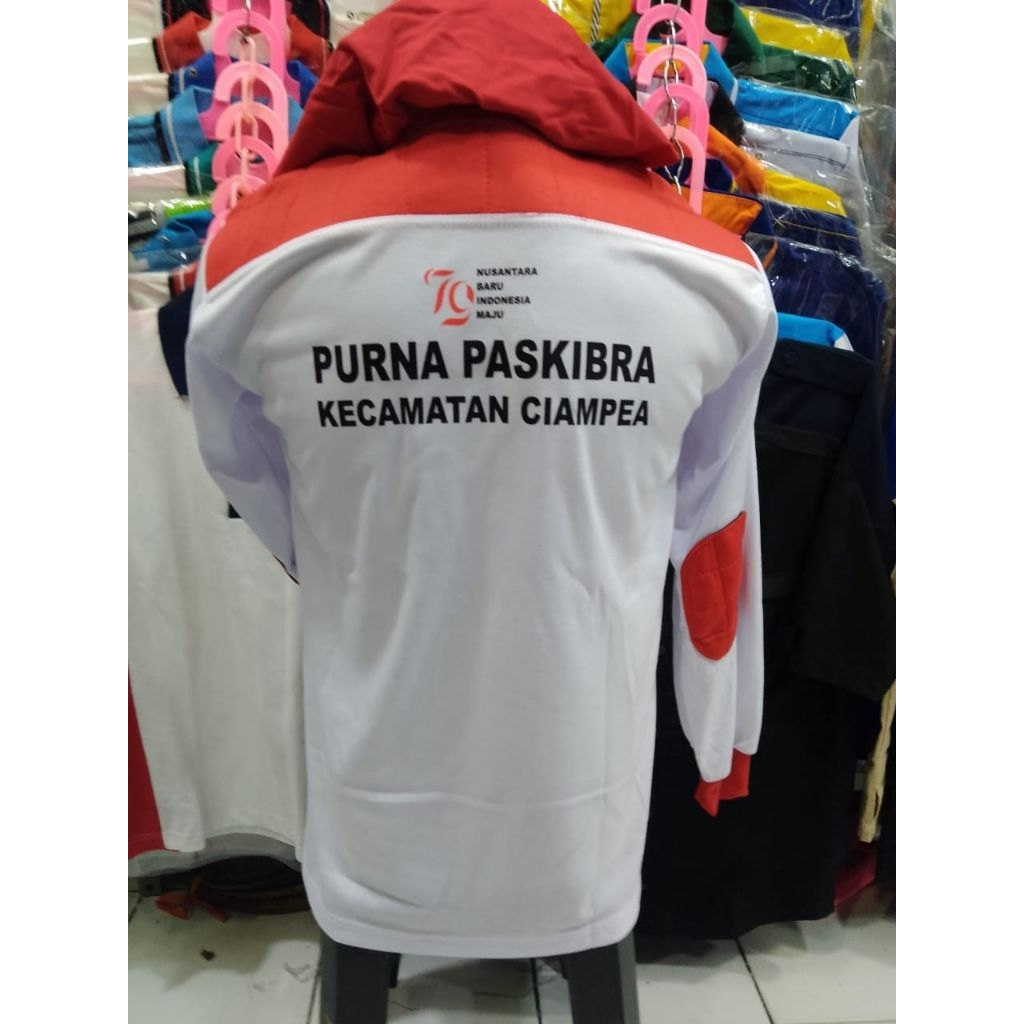 79
NUSANTARA
BARU
INDONESIA
MAJU
PURNA PASKIBRA
KECAMATAN CIAMPEA